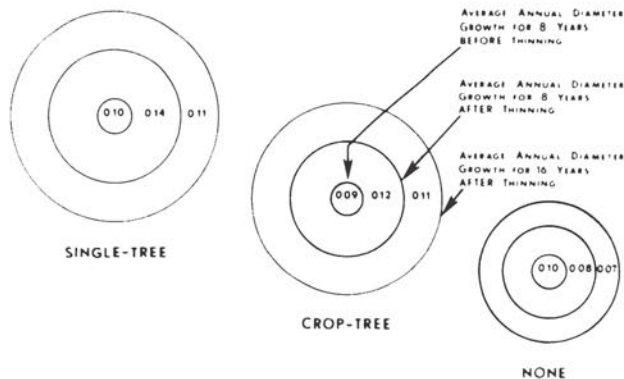 AVERAGE ANNUAL DIAMETER
GROWTH FOR 8 YEARS
BEFORE THINNING
AVERAGE ANNUAL DIAMETER
GROWTH FOR 8 YEARS
AFTER THINNING
AVERAGE ANNUAL DIAMETER
GROWTH FOR 16 YEARS
AFTER THINNING
0.10 0.14 0.11
SINGLE-TREE
0.09 0.12 0.11
CROP-TREE
0.10 0.08 0.07
NONE